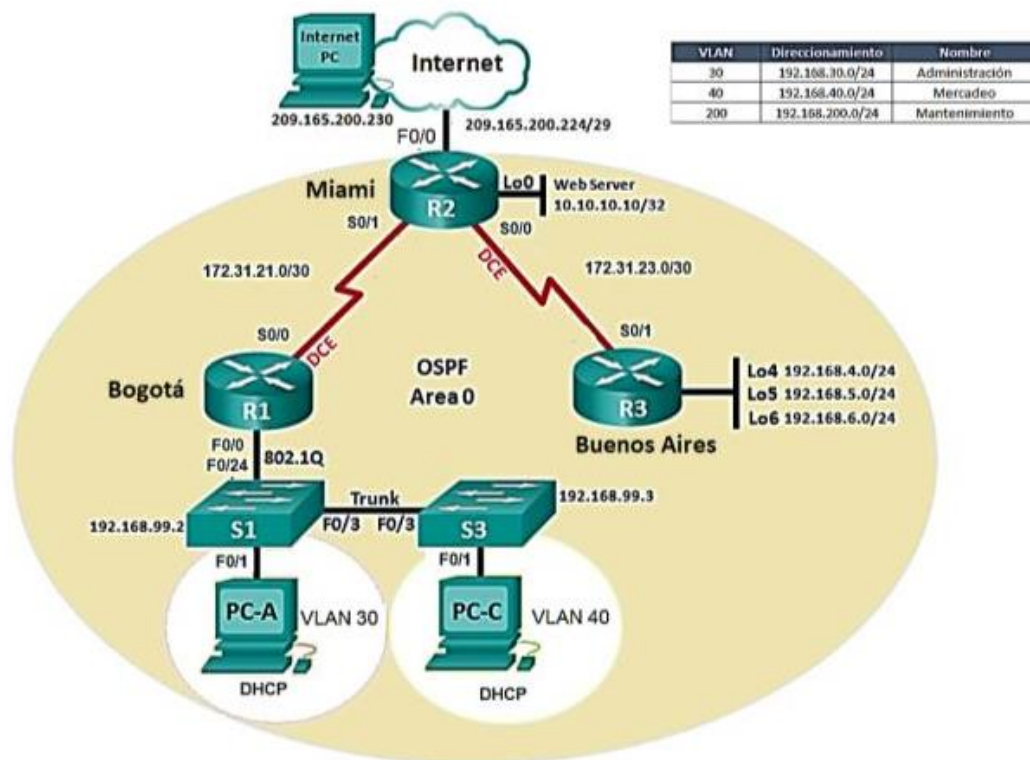 Internet
PC
Internet
209.165.200.230
F0/0
209.165.200.224/29
VLAN Direccionamiento Nombre
30 192.168.30.0/24 Administración
40 192.168.40.0/24 Mercadeo
200 192.168.200.0/24 Mantenimiento
Miami
R2
Lo0
Web Server
10.10.10.10/32
S0/1
S0/0
DCE
172.31.21.0/30
172.31.23.0/30
S0/0
DCE
S0/1
OSPF
Area 0
Bogotá
R1
R3
Buenos Aires
Lo4 192.168.4.0/24
Lo5 192.168.5.0/24
Lo6 192.168.6.0/24
F0/0
F0/24
802.1Q
192.168.99.2
S1
Trunk
F0/3 F0/3
S3
192.168.99.3
F0/1
F0/1
PC-A
VLAN 30
PC-C
VLAN 40
DHCP
DHCP